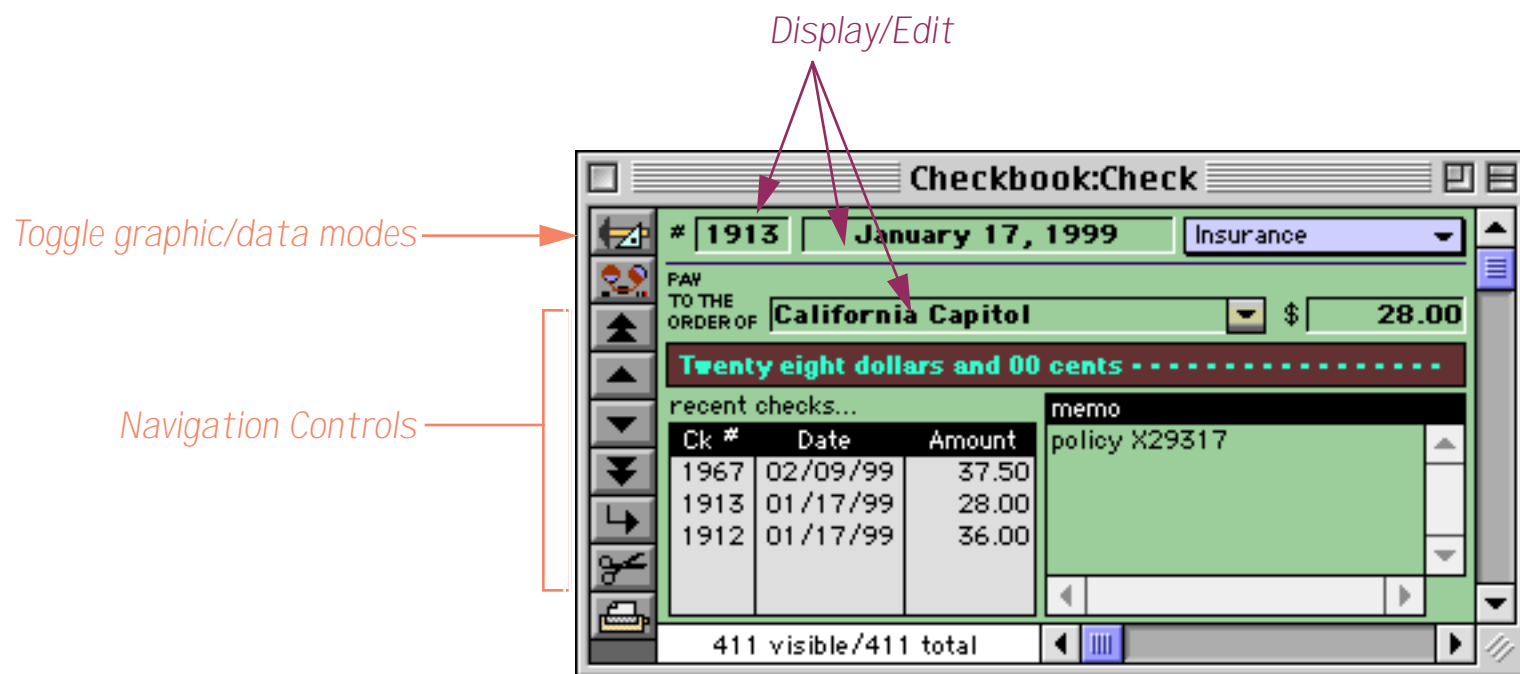 Display/Edit
Checkbook:Check
Toggle graphic/data modes
# 1913 January 17, 1999 Insurance
PAY
TO THE
ORDER OF California Capitol $ 28.00
Twenty eight dollars and 00 cents - - - - - - - - - - - - - - - - -
Navigation Controls
recent checks...
Ck # Date Amount
1967 02/09/99 37.50
1913 01/17/99 28.00
1912 01/17/99 36.00
memo
policy X29317
411 visible/411 total